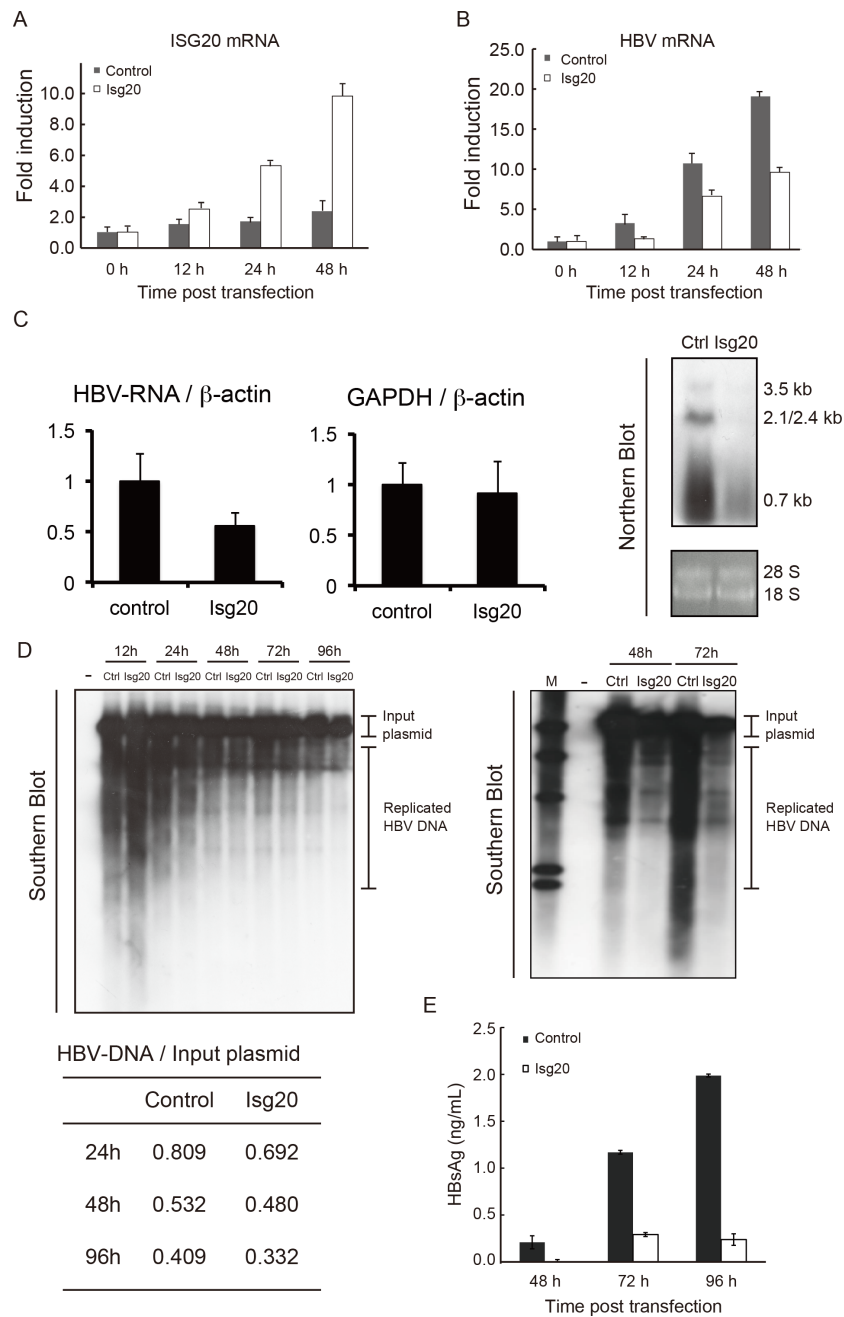 A
ISG20 mRNA
Control
Isg20
Fold induction
10.0
8.0
6.0
4.0
2.0
0.0
0 h 12 h 24 h 48 h
Time post transfection
B
HBV mRNA
Control
Isg20
Fold induction
25.0
20.0
15.0
10.0
5.0
0.0
0 h 12 h 24 h 48 h
Time post transfection
C
HBV-RNA / β-actin
1.5
1
0.5
0
control Isg20
GAPDH / β-actin
1.5
1
0.5
0
control Isg20
Ctrl Isg20
Northern Blot
3.5 kb
2.1/2.4 kb
0.7 kb
28 S
18 S
D
12h 24h 48h 72h 96h
- Ctrl Isg20 Ctrl Isg20 Ctrl Isg20 Ctrl Isg20 Ctrl Isg20
Southern Blot
Input
plasmid
Replicated
HBV DNA
48h 72h
M - Ctrl Isg20 Ctrl Isg20
Southern Blot
Input
plasmid
Replicated
HBV DNA
HBV-DNA / Input plasmid
Control Isg20
24h 0.809 0.692
48h 0.532 0.480
96h 0.409 0.332
E
Control
Isg20
HBsAg (ng/mL)
2.5
2.0
1.5
1.0
0.5
0.0
48 h 72 h 96 h
Time post transfection